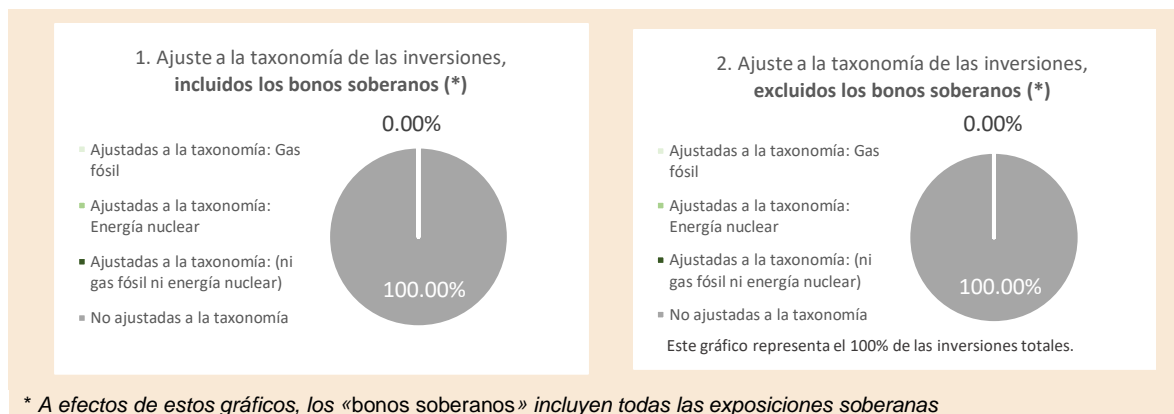 1. Ajuste a la taxonomía de las inversiones,
incluidos los bonos soberanos (*)
0.00%
Ajustadas a la taxonomía: Gas
fósil
Ajustadas a la taxonomía:
Energía nuclear
Ajustadas a la taxonomía: (ni
gas fósil ni energía nuclear)
No ajustadas a la taxonomía
100.00%
2. Ajuste a la taxonomía de las inversiones,
excluidos los bonos soberanos (*)
0.00%
Ajustadas a la taxonomía: Gas
fósil
Ajustadas a la taxonomía:
Energía nuclear
Ajustadas a la taxonomía: (ni
gas fósil ni energía nuclear)
No ajustadas a la taxonomía
100.00%
Este gráfico representa el 100% de las inversiones totales.
* A efectos de estos gráficos, los «bonos soberanos» incluyen todas las exposiciones soberanas